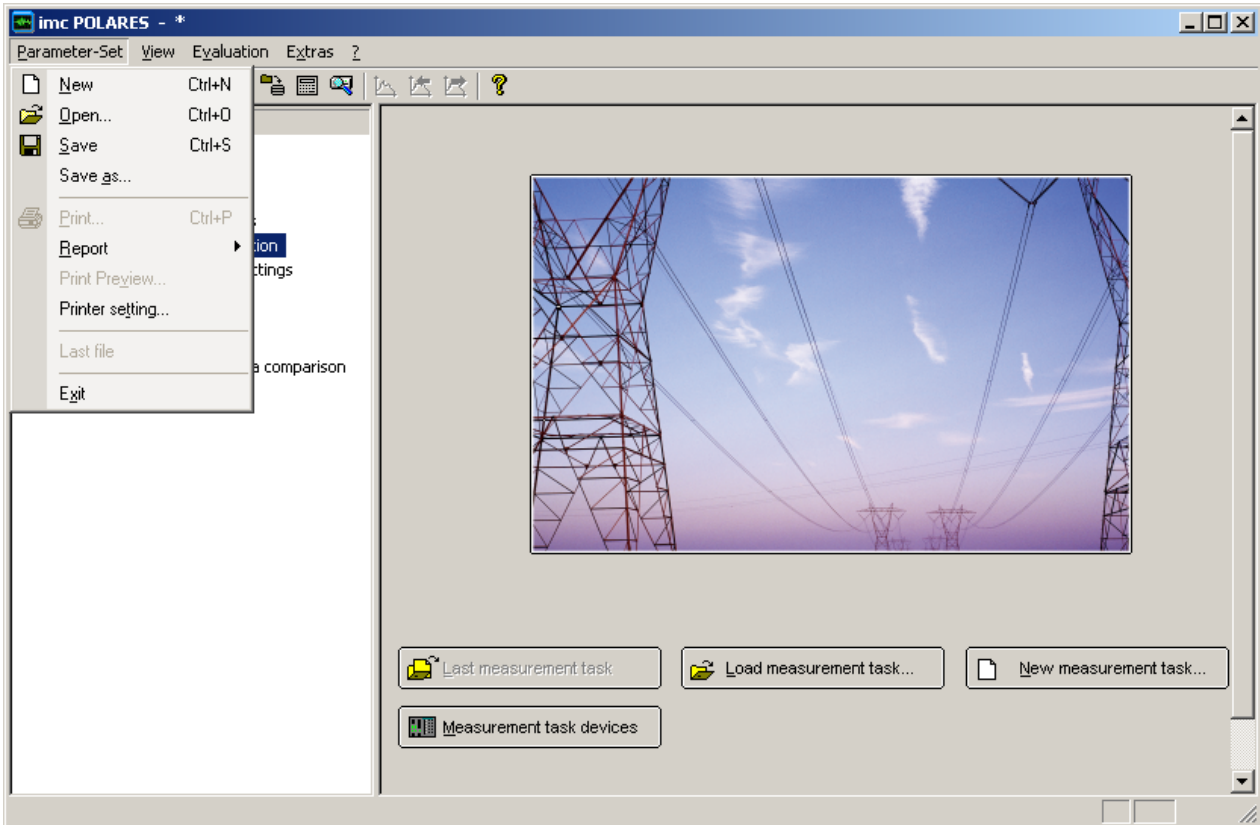 imc POLARES - *
Parameter-Set View Evaluation Extras ?
New Ctrl+N
Open... Ctrl+O
Save Ctrl+S
Save as...
Print... Ctrl+P
Report
Print Preview...
Printer setting...
Last file
Exit
comparison
Last measurement task
Load measurement task...
New measurement task...
Measurement task devices